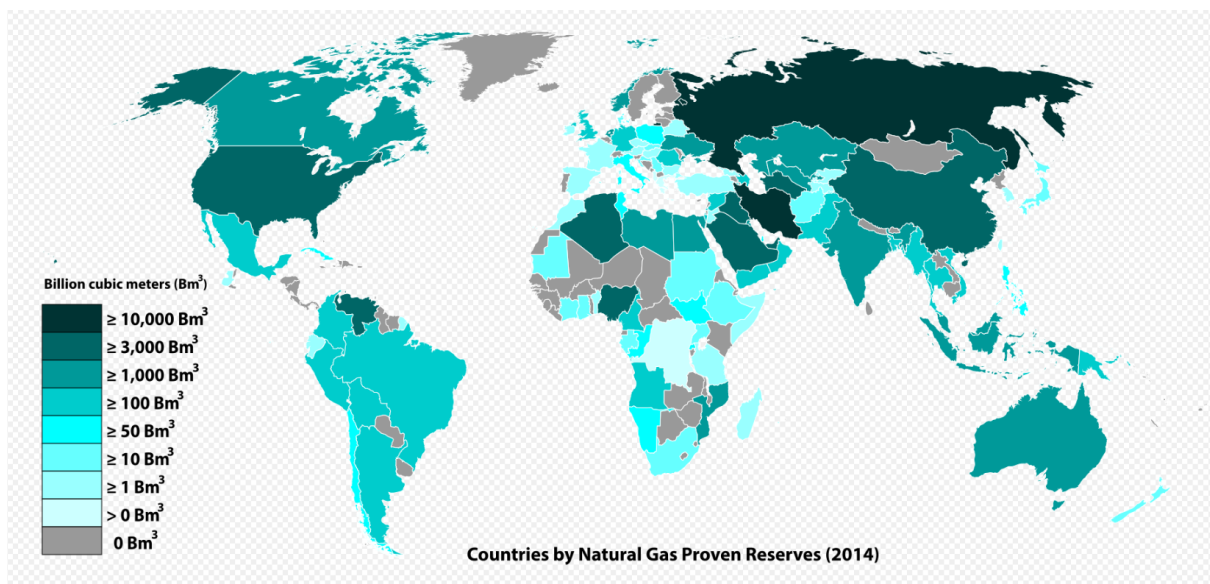 Billion cubic meters (Bm³)
≥ 10,000 Bm³
≥ 3,000 Bm³
≥ 1,000 Bm³
≥ 100 Bm³
≥ 50 Bm³
≥ 10 Bm³
≥ 1 Bm³
> 0 Bm³
0 Bm³
Countries by Natural Gas Proven Reserves (2014)